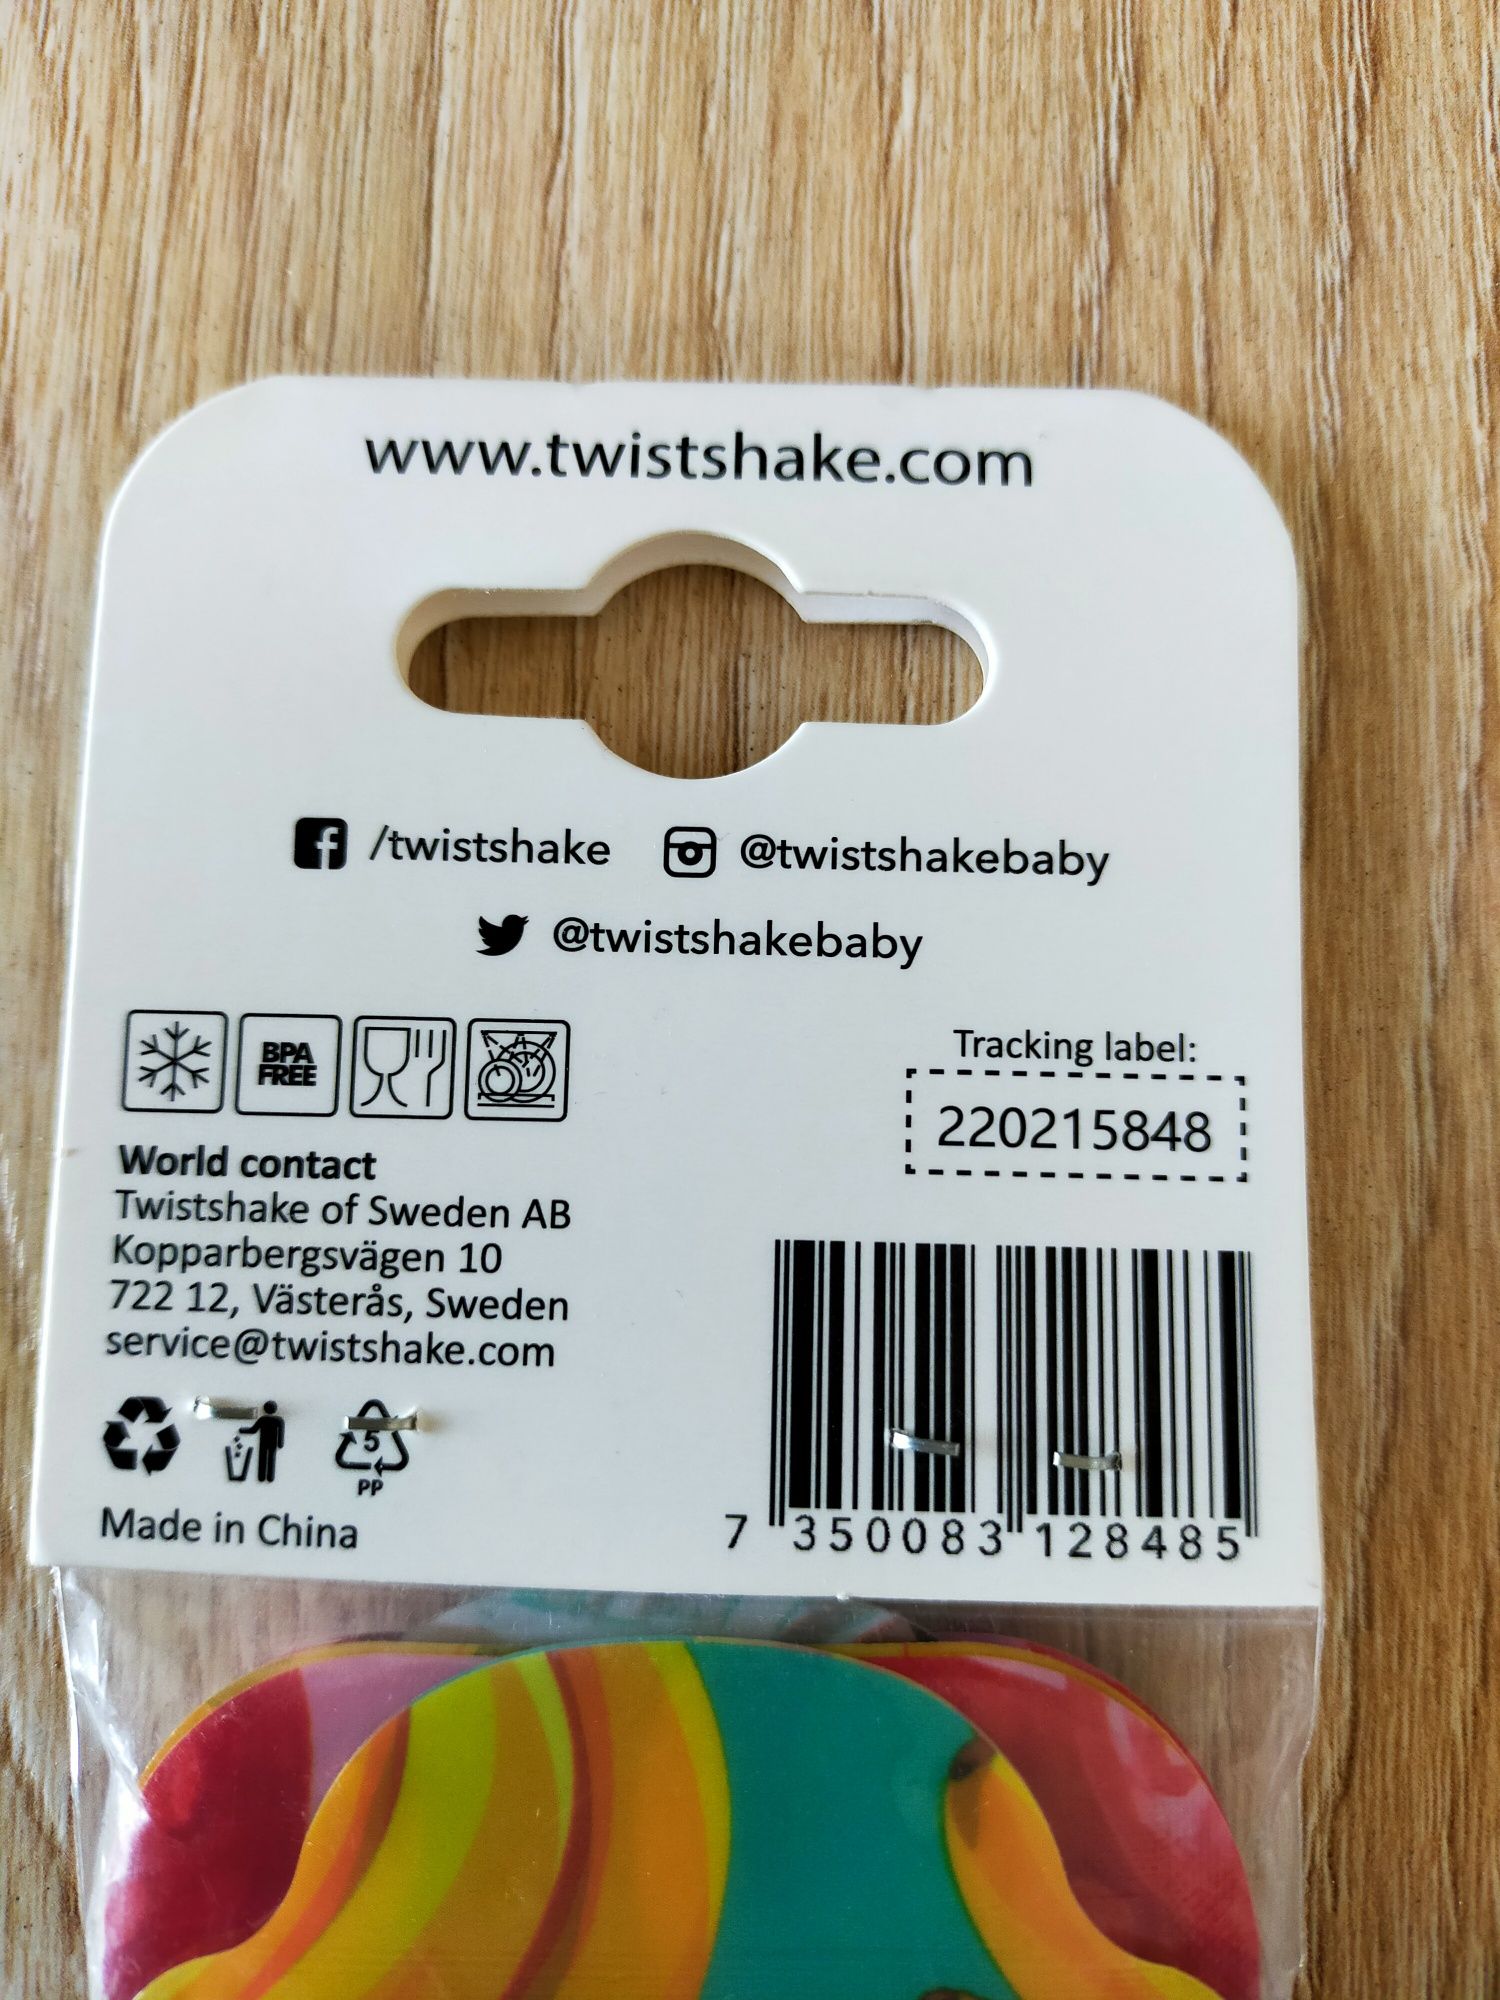 www.twistshake.com
/twistshake @twistshakebaby
@twistshakebaby
BPA
FREE
Tracking label:
220215848
World contact
Twistshake of Sweden AB
Kopparbergsvägen 10
722 12, Västerås, Sweden
service@twistshake.com
5
PP
Made in China
7 350083 128485